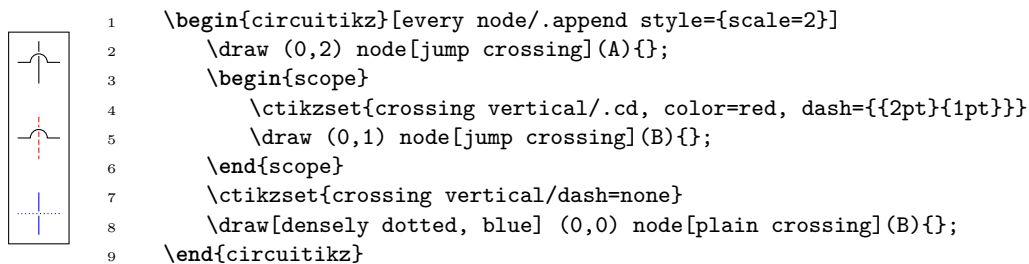 1 \begin{circuitikz}[every node/.append style={scale=2}]
2 \draw (0,2) node[jump crossing](A){};
3 \begin{scope}
4 \ctikzset{crossing vertical/.cd, color=red, dash={{2pt}{1pt}}}
5 \draw (0,1) node[jump crossing](B){};
6 \end{scope}
7 \ctikzset{crossing vertical/dash=none}
8 \draw[densely dotted, blue] (0,0) node[plain crossing](B){};
9 \end{circuitikz}